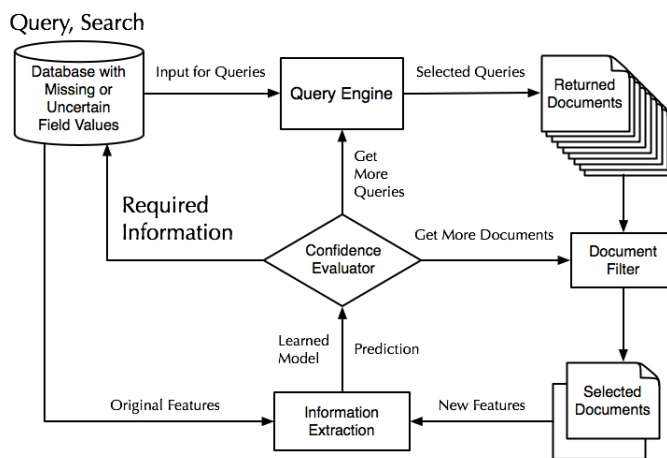 Query, Search
Database with
Missing or
Uncertain
Field Values
Input for Queries
Query Engine
Selected Queries
Returned
Documents
Get
More
Queries
Required
Information
Confidence
Evaluator
Get More Documents
Document
Filter
Learned
Model
Prediction
Original Features
Information
Extraction
New Features
Selected
Documents